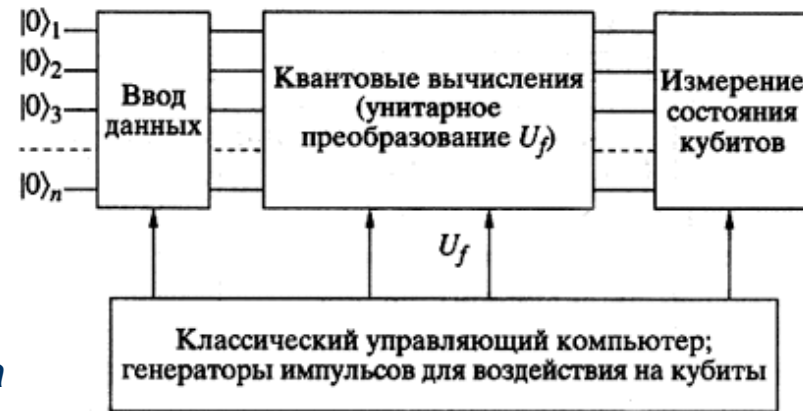 |0⟩1
|0⟩2
|0⟩3
|0⟩n
Ввод
данных
Квантовые вычисления
(унитарное
преобразование Uf)
Измерение
состояния
кубитов
Uf
Классический управляющий компьютер;
генераторы импульсов для воздействия на кубиты